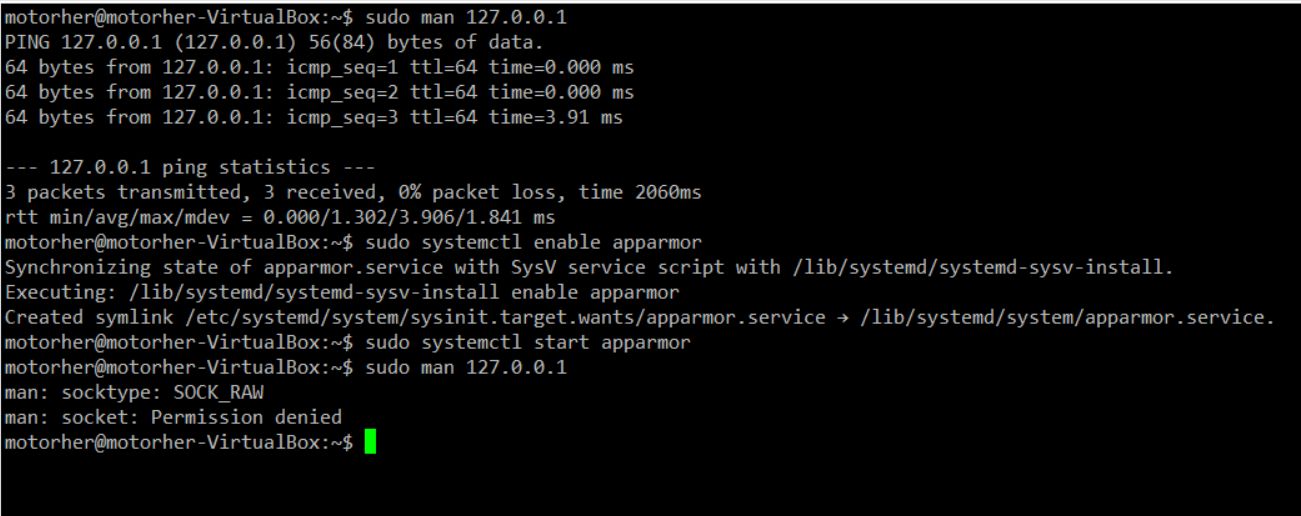 motorher@motorher-VirtualBox:~$ sudo man 127.0.0.1
PING 127.0.0.1 (127.0.0.1) 56(84) bytes of data.
64 bytes from 127.0.0.1: icmp_seq=1 ttl=64 time=0.000 ms
64 bytes from 127.0.0.1: icmp_seq=2 ttl=64 time=0.000 ms
64 bytes from 127.0.0.1: icmp_seq=3 ttl=64 time=3.91 ms

--- 127.0.0.1 ping statistics ---
3 packets transmitted, 3 received, 0% packet loss, time 2060ms
rtt min/avg/max/mdev = 0.000/1.302/3.906/1.841 ms
motorher@motorher-VirtualBox:~$ sudo systemctl enable apparmor
Synchronizing state of apparmor.service with SysV service script with /lib/systemd/systemd-sysv-install.
Executing: /lib/systemd/systemd-sysv-install enable apparmor
Created symlink /etc/systemd/system/sysinit.target.wants/apparmor.service → /lib/systemd/system/apparmor.service.
motorher@motorher-VirtualBox:~$ sudo systemctl start apparmor
motorher@motorher-VirtualBox:~$ sudo man 127.0.0.1
man: socktype: SOCK_RAW
man: socket: Permission denied
motorher@motorher-VirtualBox:~$